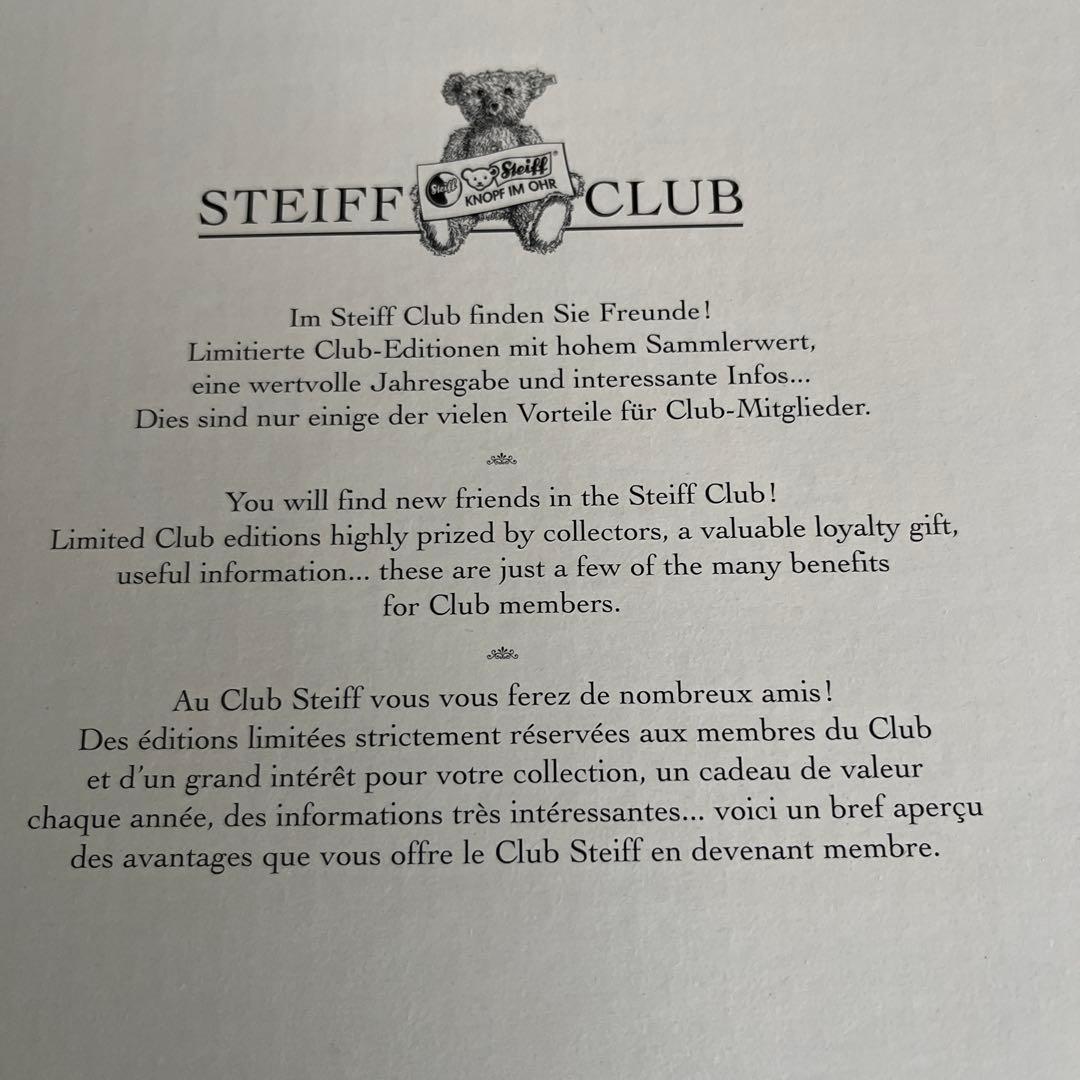 STEIFF CLUB
Steiff Steiff
KNOPF IM OHR
Im Steiff Club finden Sie Freunde!
Limitierte Club-Editionen mit hohem Sammlerwert,
eine wertvolle Jahresgabe und interessante Infos...
Dies sind nur einige der vielen Vorteile für Club-Mitglieder.
You will find new friends in the Steiff Club!
Limited Club editions highly prized by collectors, a valuable loyalty gift,
useful information... these are just a few of the many benefits
for Club members.
Au Club Steiff vous vous ferez de nombreux amis!
Des éditions limitées strictement réservées aux membres du Club
et d'un grand intérêt pour votre collection, un cadeau de valeur
chaque année, des informations très intéressantes... voici un bref aperçu
des avantages que vous offre le Club Steiff en devenant membre.